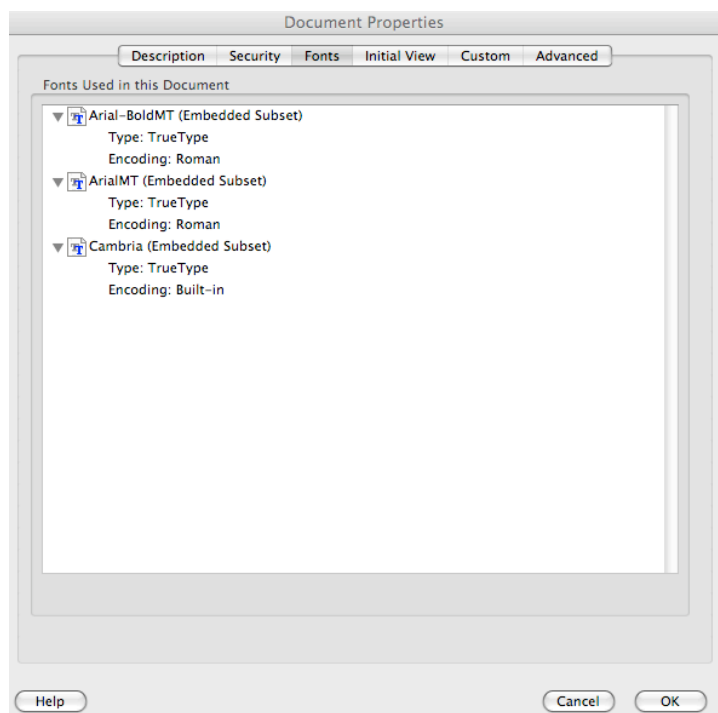 Document Properties
Description Security Fonts Initial View Custom Advanced
Fonts Used in this Document
Arial-BoldMT (Embedded Subset)
Type: TrueType
Encoding: Roman
ArialMT (Embedded Subset)
Type: TrueType
Encoding: Roman
Cambria (Embedded Subset)
Type: TrueType
Encoding: Built-in
Help Cancel OK